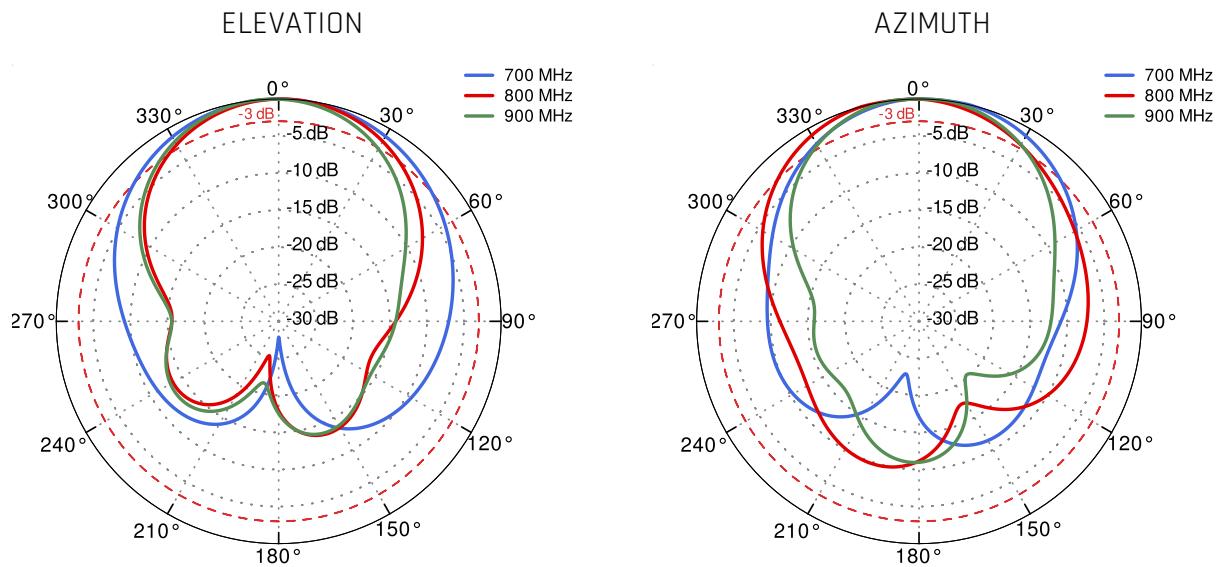 ELEVATION
700 MHz
800 MHz
900 MHz
0°
330°
30°
-3 dB
-5 dB
-10 dB
300°
60°
-15 dB
-20 dB
-25 dB
270°
-30 dB
90°
240°
120°
210°
150°
180°
AZIMUTH
700 MHz
800 MHz
900 MHz
0°
330°
30°
-3 dB
-5 dB
-10 dB
300°
60°
-15 dB
-20 dB
-25 dB
270°
-30 dB
90°
240°
120°
210°
150°
180°